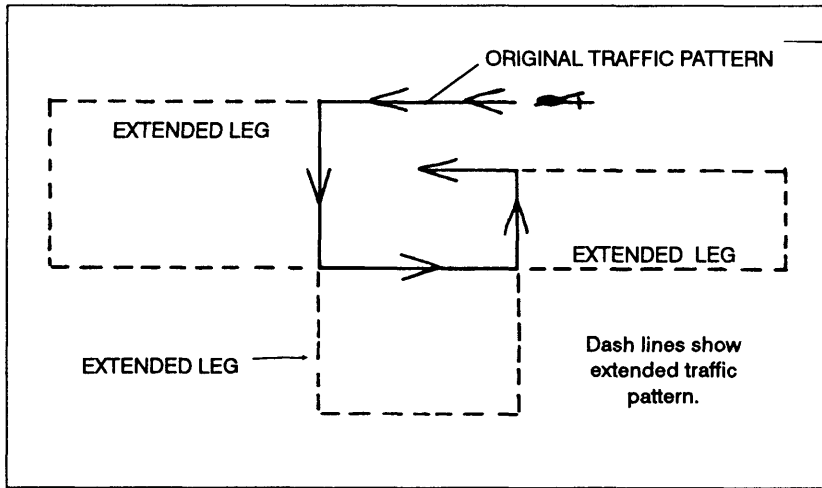 ORIGINAL TRAFFIC PATTERN
EXTENDED LEG
EXTENDED LEG
EXTENDED LEG
Dash lines show
extended traffic
pattern.